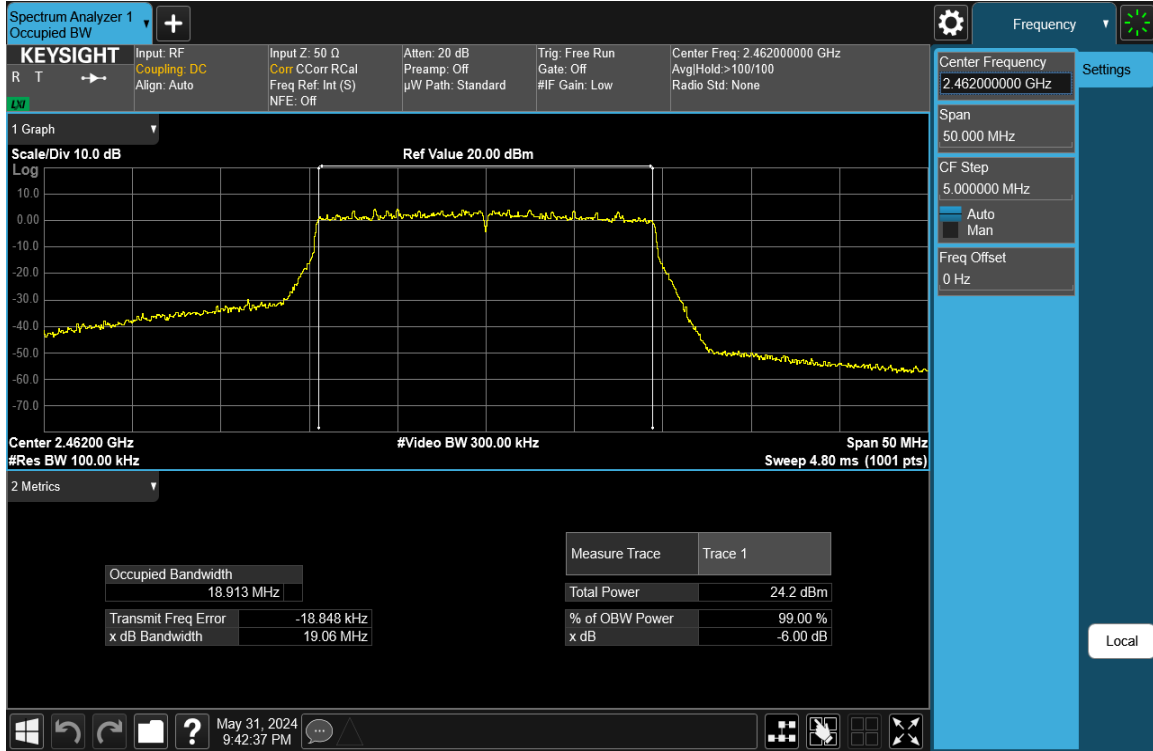 Spectrum Analyzer 1
Occupied BW
+
Frequency
KEYSIGHT
R T
LXI
Input: RF
Coupling: DC
Align: Auto
Input Z: 50 Ω
Corr CCorr RCal
Freq Ref: Int (S)
NFE: Off
Atten: 20 dB
Preamp: Off
µW Path: Standard
Trig: Free Run
Gate: Off
#IF Gain: Low
Center Freq: 2.462000000 GHz
Avg|Hold:>100/100
Radio Std: None
Center Frequency
2.462000000 GHz
Settings
Span
50.000 MHz
CF Step
5.000000 MHz
Auto
Man
Freq Offset
0 Hz
Local
1 Graph
Scale/Div 10.0 dB
Ref Value 20.00 dBm
Log
10.0
0.00
-10.0
-20.0
-30.0
-40.0
-50.0
-60.0
-70.0
Center 2.46200 GHz
#Video BW 300.00 kHz
Span 50 MHz
#Res BW 100.00 kHz
Sweep 4.80 ms (1001 pts)
2 Metrics
Occupied Bandwidth
18.913 MHz
Transmit Freq Error -18.848 kHz
x dB Bandwidth 19.06 MHz
Measure Trace Trace 1
Total Power 24.2 dBm
% of OBW Power 99.00 %
x dB -6.00 dB
?
May 31, 2024
9:42:37 PM